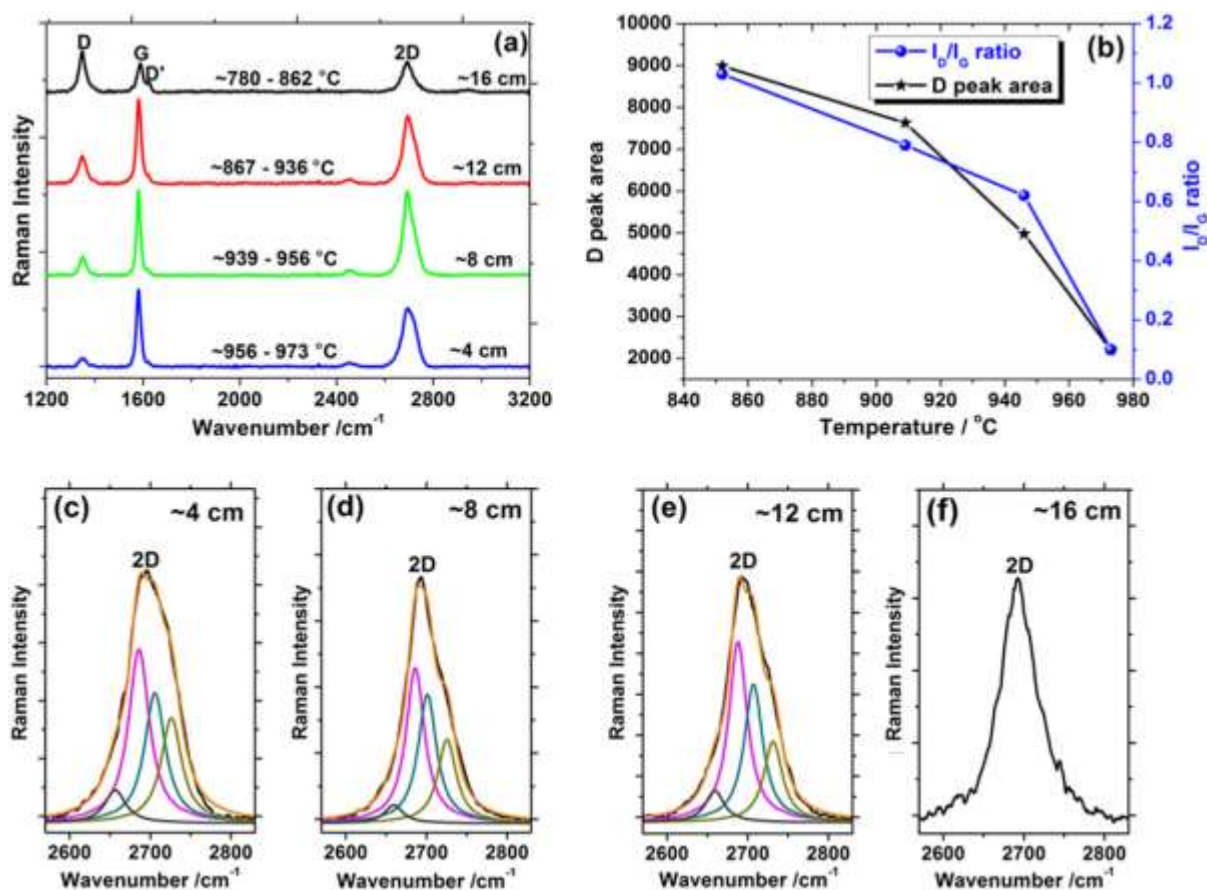 (a)
D
G
D'
2D
~780 - 862 °C
~16 cm
~867 - 936 °C
~12 cm
~939 - 956 °C
~8 cm
~956 - 973 °C
~4 cm
Raman Intensity
1200 1600 2000 2400 2800 3200
Wavenumber /cm-1
(b)
I_D/I_G ratio
D peak area
10000
9000
8000
7000
6000
5000
4000
3000
2000
D peak area
1.2
1.0
0.8
0.6
0.4
0.2
0.0
I_D/I_G ratio
840 860 880 900 920 940 960 980
Temperature / °C
(c)
~4 cm
2D
Raman Intensity
2600 2700 2800
Wavenumber /cm-1
(d)
~8 cm
2D
Raman Intensity
2600 2700 2800
Wavenumber /cm-1
(e)
~12 cm
2D
Raman Intensity
2600 2700 2800
Wavenumber /cm-1
(f)
~16 cm
2D
Raman Intensity
2600 2700 2800
Wavenumber /cm-1